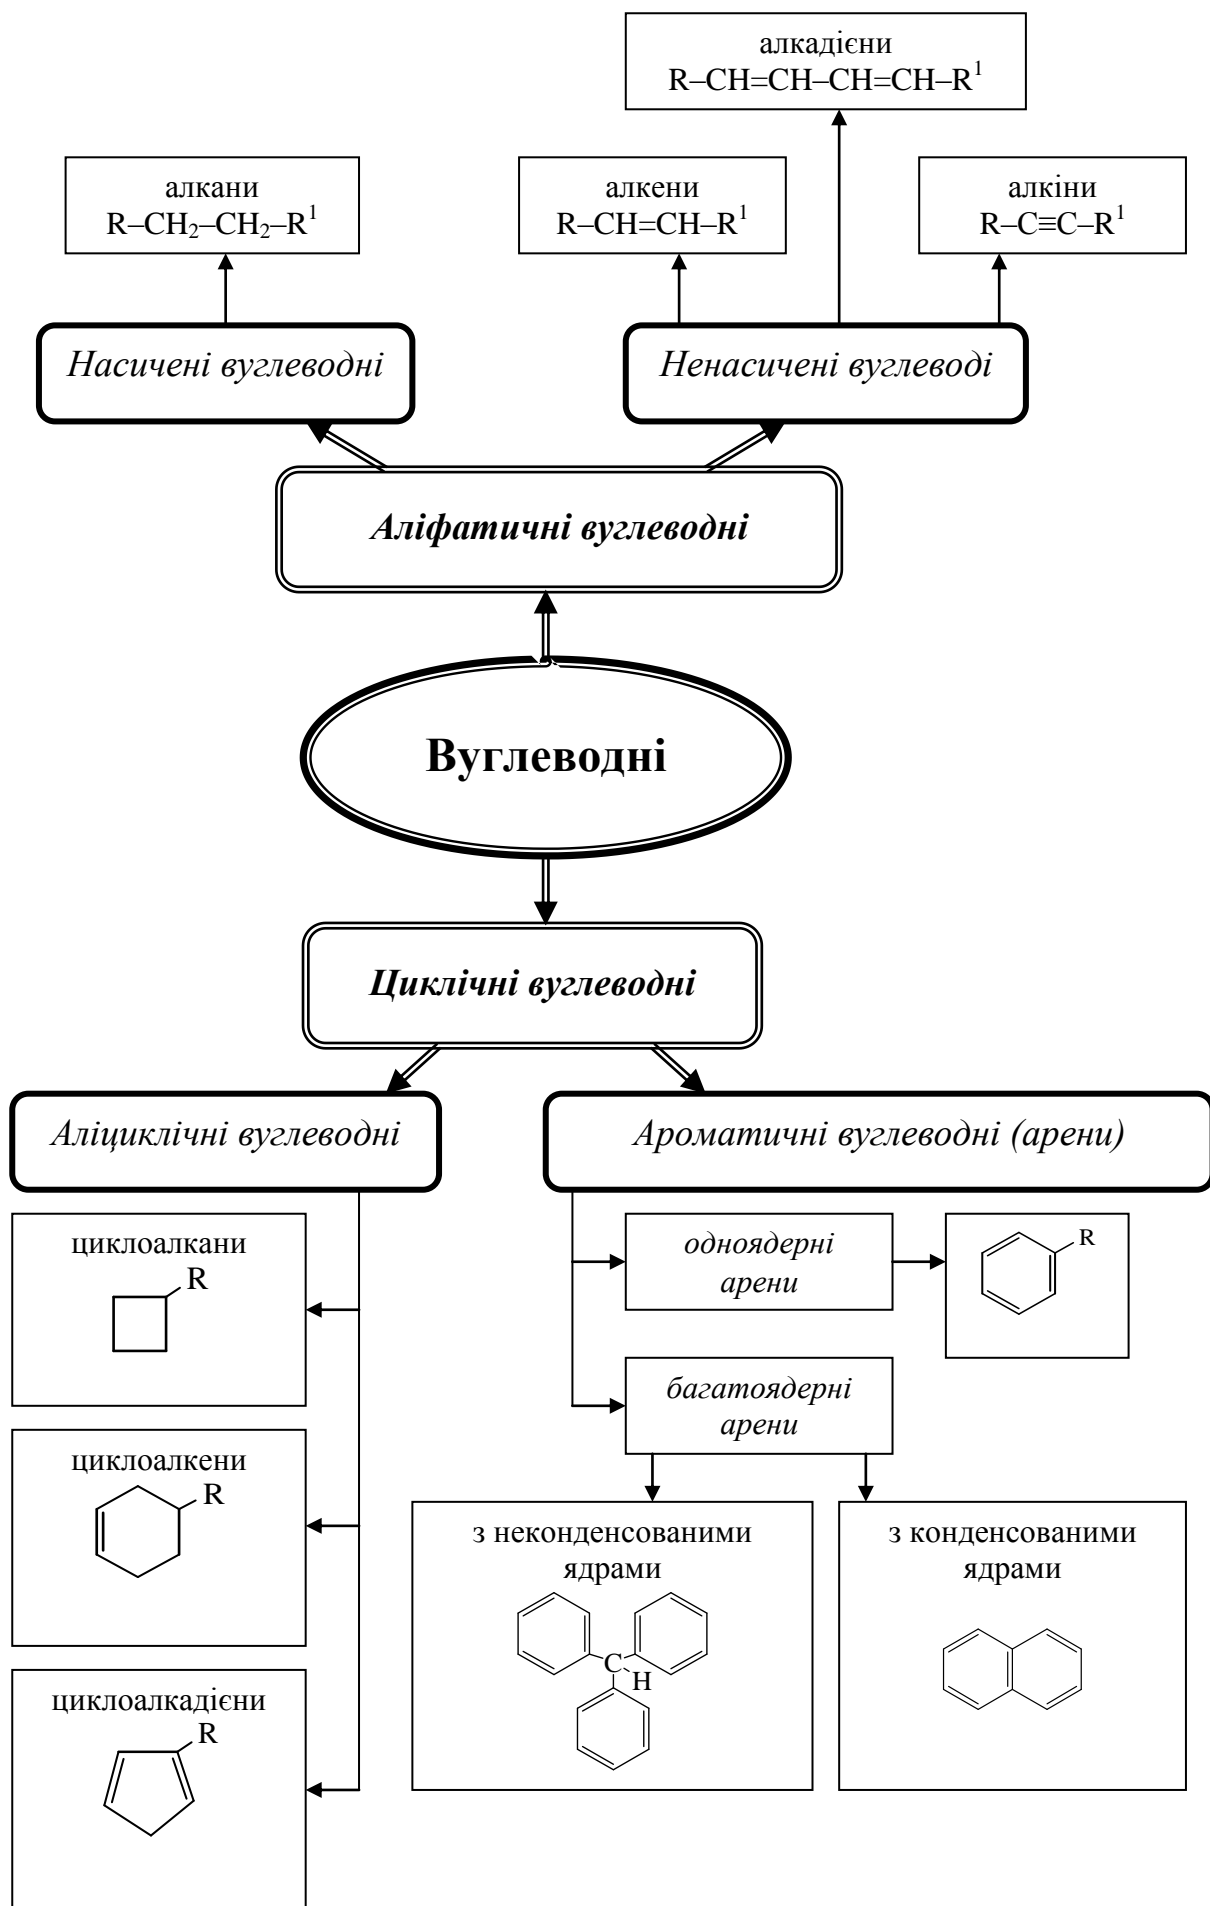 алкадієни
R–CH=CH–CH=CH–R¹
алкани
R–CH₂–CH₂–R¹
алкени
R–CH=CH–R¹
алкіни
R–C≡C–R¹
Насичені вуглеводні
Ненасичені вуглеводі
Аліфатичні вуглеводні
Вуглеводні
Циклічні вуглеводні
Аліциклічні вуглеводні
Ароматичні вуглеводні (арени)
циклоалкани
R
одноядерні
арени
R
багатоядерні
арени
циклоалкени
R
з неконденсованими
ядрами
C
H
з конденсованими
ядрами
циклоалкадієни
R